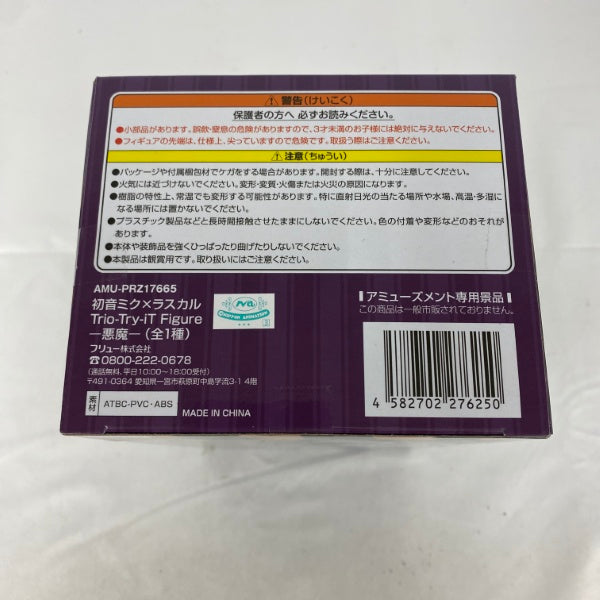 ⚠警告(けいこく)
保護者の方へ 必ずお読みください。
●小部品があります。誤飲・窒息の危険がありますので、3才未満のお子様には絶対に与えないでください。
●フィギュアの先端は、仕様上、尖っていますので危険です。取扱う際はご注意ください。
⚠注意(ちゅうい)
●パッケージや付属梱包材でケガをする場合があります。開封する際は、十分に注意してください。
●火気には近づけないでください。変形・変質・火傷または火災の原因になります。
●樹脂の特性上、常温でも変形する可能性があります。特に直射日光の当たる場所や水場、高温・多湿に
なる場所には置かないでください。
●プラスチック製品などと長時間接触させたままにしないでください。色の付着や変形などのおそれが
あります。
●本体や装飾品を強くひっぱったり曲げたりしないでください。
●本製品は観賞用です。取り扱いにはご注意ください。
AMU-PRZ17665
初音ミク×ラスカル
Trio-Try-iT Figure
―悪魔―(全1種)
フリュー株式会社
☎0800-222-0678
(通話無料、平日10:00~18:00受付)
〒491-0364 愛知県一宮市萩原町中島字流3-1 4階
素材 ATBC-PVC・ABS
MADE IN CHINA
NIPPON ANIMATION
アミューズメント専用景品
この商品は一般市販されておりません。
4 582702 276250